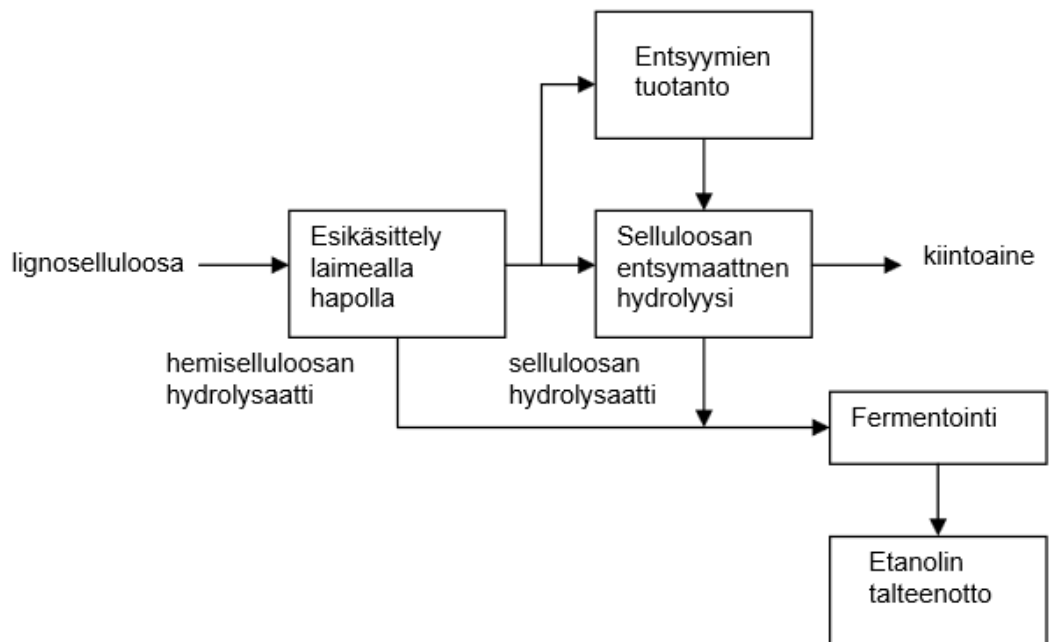 Entsyymien
tuotanto
lignoselluloosa
Esikäsittely
laimealla
hapolla
Selluloosan
entsymaattnen
hydrolyysi
kiintoaine
hemiselluloosan
hydrolysaatti
selluloosan
hydrolysaatti
Fermentointi
Etanolin
talteenotto